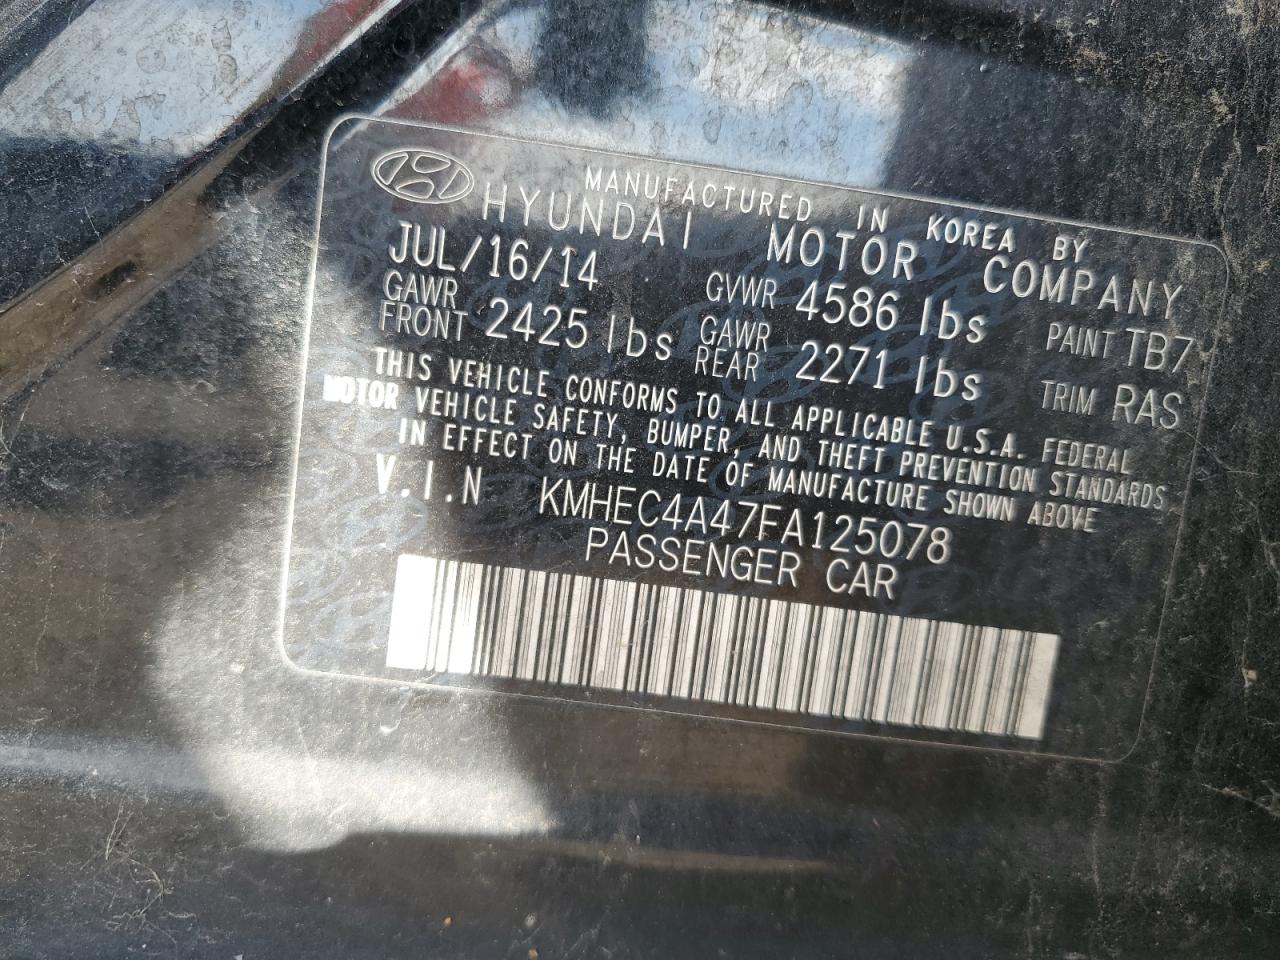 MANUFACTURED IN KOREA BY
HYUNDAI MOTOR COMPANY
JUL/16/14 GVWR 4586 lbs PAINT TB7
GAWR FRONT 2425 lbs GAWR REAR 2271 lbs TRIM RAS
THIS VEHICLE CONFORMS TO ALL APPLICABLE U.S.A. FEDERAL
MOTOR VEHICLE SAFETY, BUMPER, AND THEFT PREVENTION STANDARDS
IN EFFECT ON THE DATE OF MANUFACTURE SHOWN ABOVE
V.I.N KMHEC4A47FA125078
PASSENGER CAR